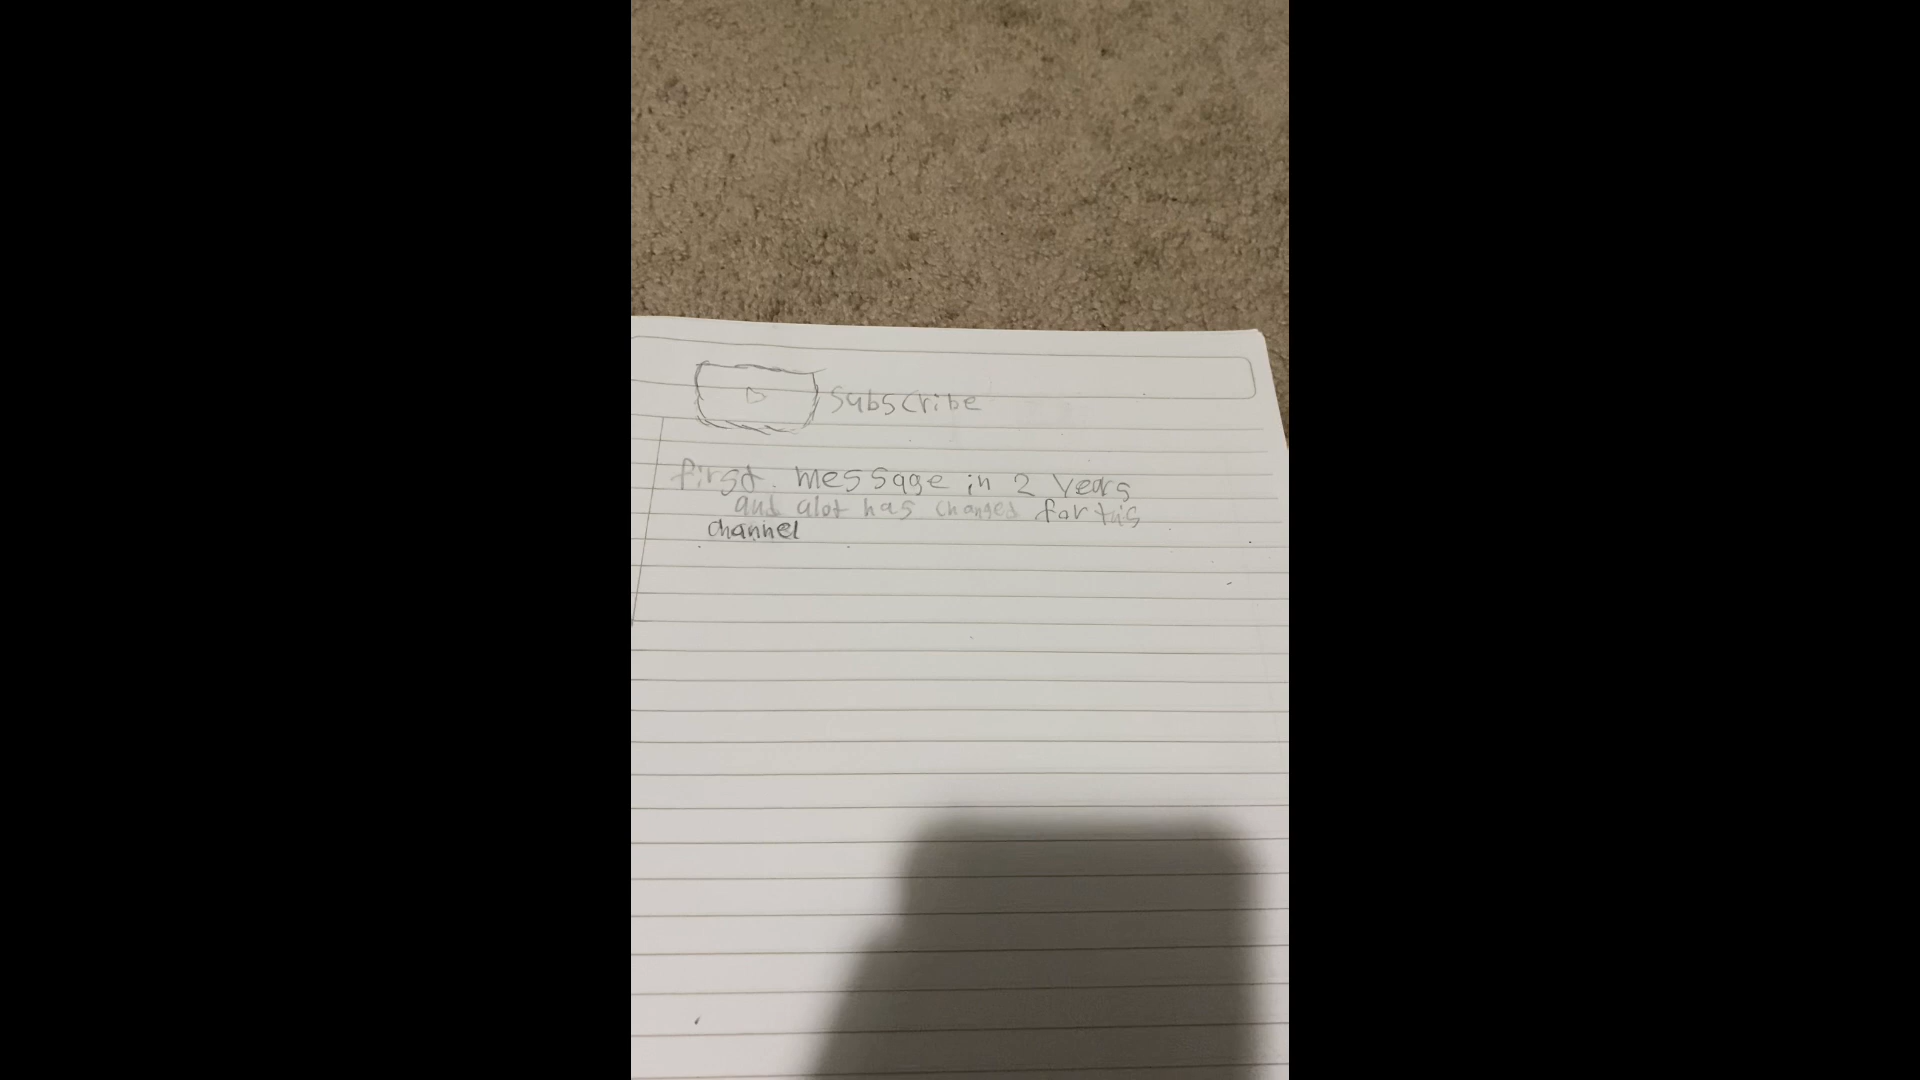 Subscribe
first message in 2 years
and alot has changed for this
channel